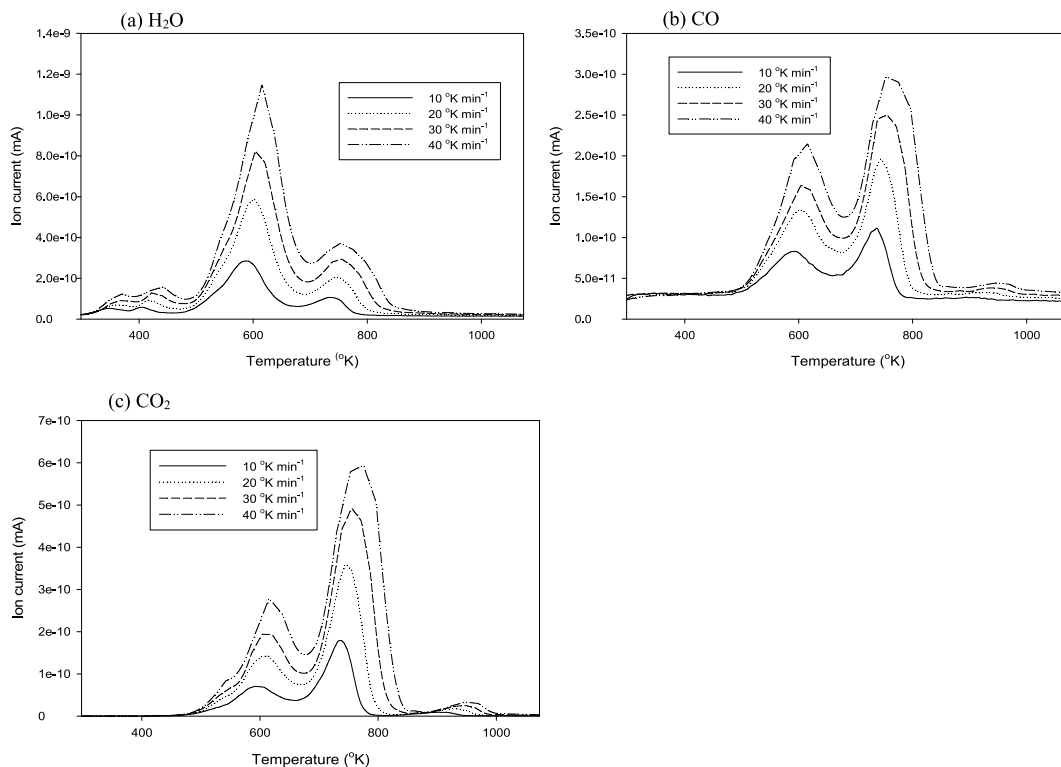 (a) H₂O
1.4e-9
1.2e-9
1.0e-9
8.0e-10
6.0e-10
4.0e-10
2.0e-10
0.0
Ion current (mA)
10 °K min⁻¹
20 °K min⁻¹
30 °K min⁻¹
40 °K min⁻¹
400 600 800 1000
Temperature (°K)
(b) CO
3.5e-10
3.0e-10
2.5e-10
2.0e-10
1.5e-10
1.0e-10
5.0e-11
0.0
Ion current (mA)
10 °K min⁻¹
20 °K min⁻¹
30 °K min⁻¹
40 °K min⁻¹
400 600 800 1000
Temperature (°K)
(c) CO₂
7e-10
6e-10
5e-10
4e-10
3e-10
2e-10
1e-10
0
Ion current (mA)
10 °K min⁻¹
20 °K min⁻¹
30 °K min⁻¹
40 °K min⁻¹
400 600 800 1000
Temperature (°K)